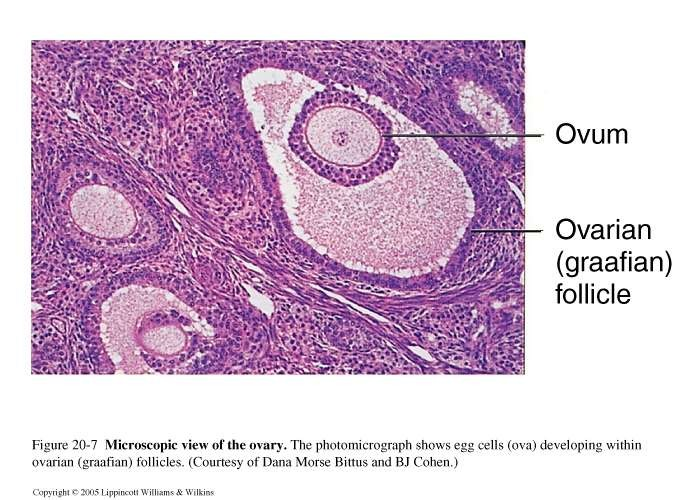 Ovum
Ovarian
(graafian)
follicle
Figure 20-7 Microscopic view of the ovary. The photomicrograph shows egg cells (ova) developing within
ovarian (graafian) follicles. (Courtesy of Dana Morse Bittus and BJ Cohen.)
Copyright © 2005 Lippincott Williams & Wilkins